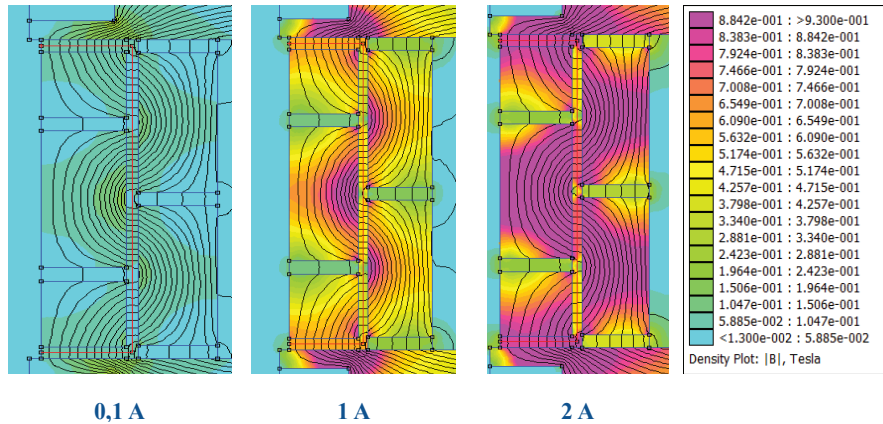 8.842e-001 : >9.300e-001
8.383e-001 : 8.842e-001
7.924e-001 : 8.383e-001
7.466e-001 : 7.924e-001
7.008e-001 : 7.466e-001
6.549e-001 : 7.008e-001
6.090e-001 : 6.549e-001
5.632e-001 : 6.090e-001
5.174e-001 : 5.632e-001
4.715e-001 : 5.174e-001
4.257e-001 : 4.715e-001
3.798e-001 : 4.257e-001
3.340e-001 : 3.798e-001
2.881e-001 : 3.340e-001
2.423e-001 : 2.881e-001
1.964e-001 : 2.423e-001
1.506e-001 : 1.964e-001
1.047e-001 : 1.506e-001
5.885e-002 : 1.047e-001
<1.300e-002 : 5.885e-002
Density Plot: |B|, Tesla
0,1 A
1 A
2 A